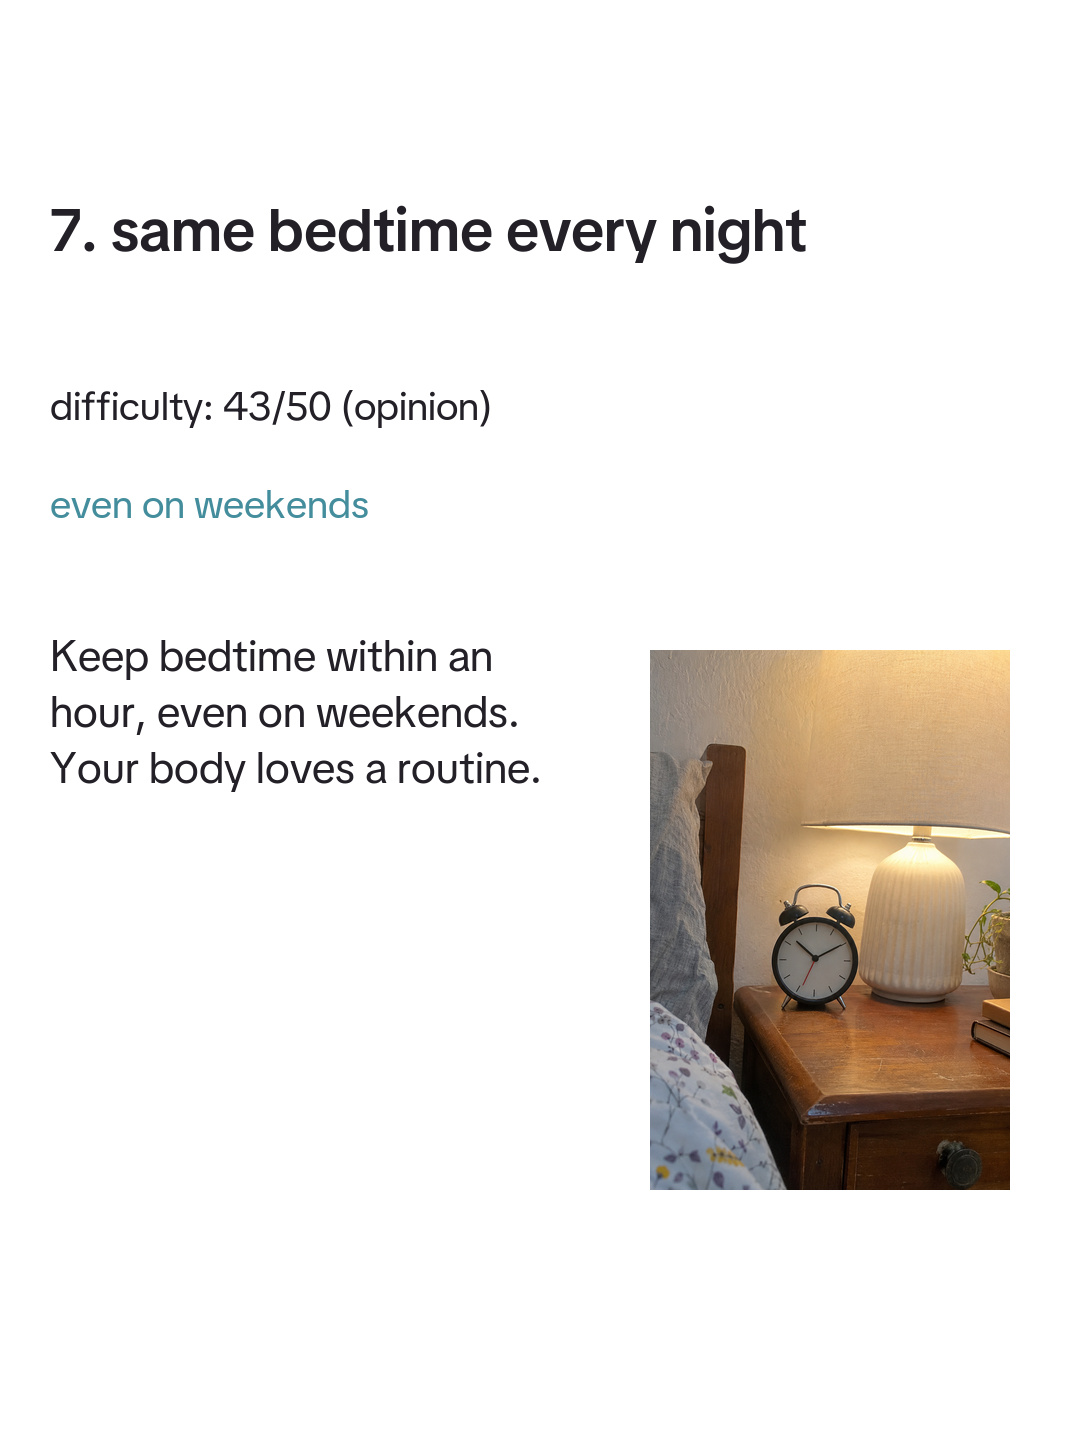 7. same bedtime every night
difficulty: 43/50 (opinion)
even on weekends
Keep bedtime within an
hour, even on weekends.
Your body loves a routine.